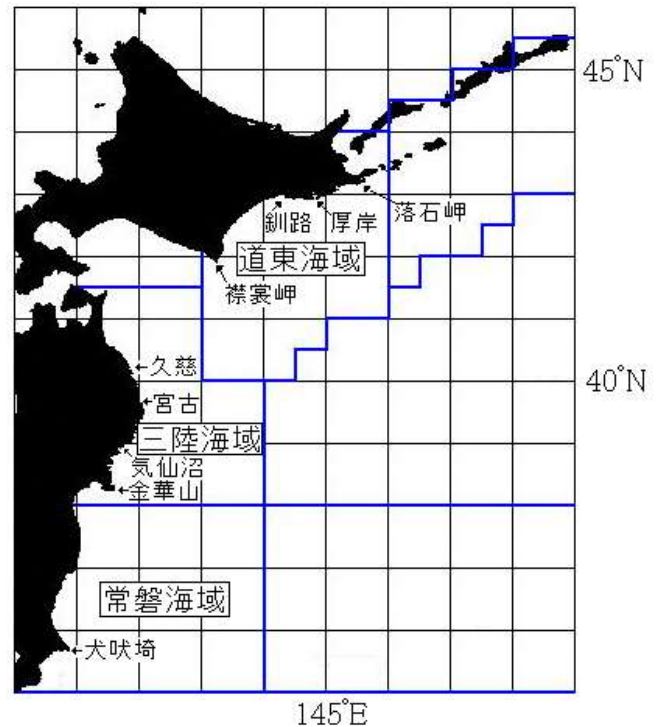 45°N
釧路
厚岸
落石岬
道東海域
襟裳岬
久慈
40°N
宮古
三陸海域
気仙沼
金華山
常磐海域
犬吠埼
145°E